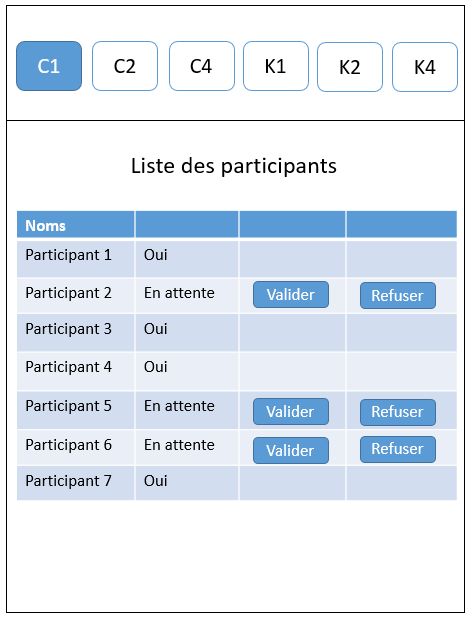 C1 C2 C4 K1 K2 K4
Liste des participants
Noms
Participant 1 Oui
Participant 2 En attente Valider Refuser
Participant 3 Oui
Participant 4 Oui
Participant 5 En attente Valider Refuser
Participant 6 En attente Valider Refuser
Participant 7 Oui